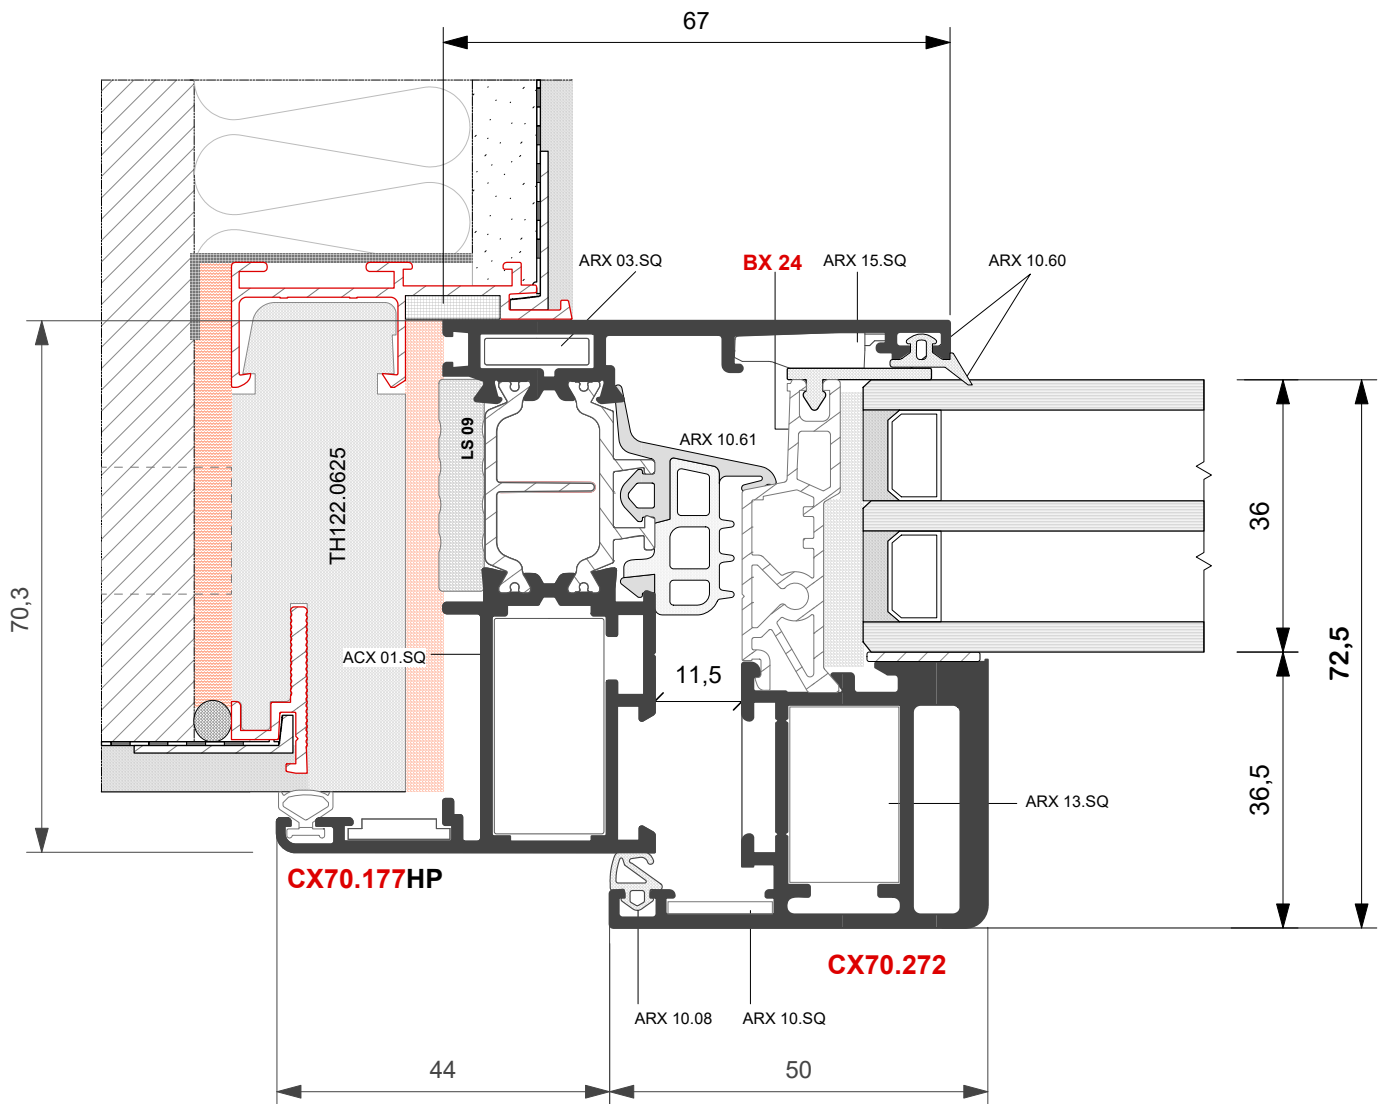 67
ARX 03.SQ
BX 24
ARX 15.SQ
ARX 10.60
LS 09
ARX 10.61
TH122.0625
36
70,3
ACX 01.SQ
11,5
72,5
36,5
ARX 13.SQ
CX70.177HP
CX70.272
ARX 10.08
ARX 10.SQ
44
50